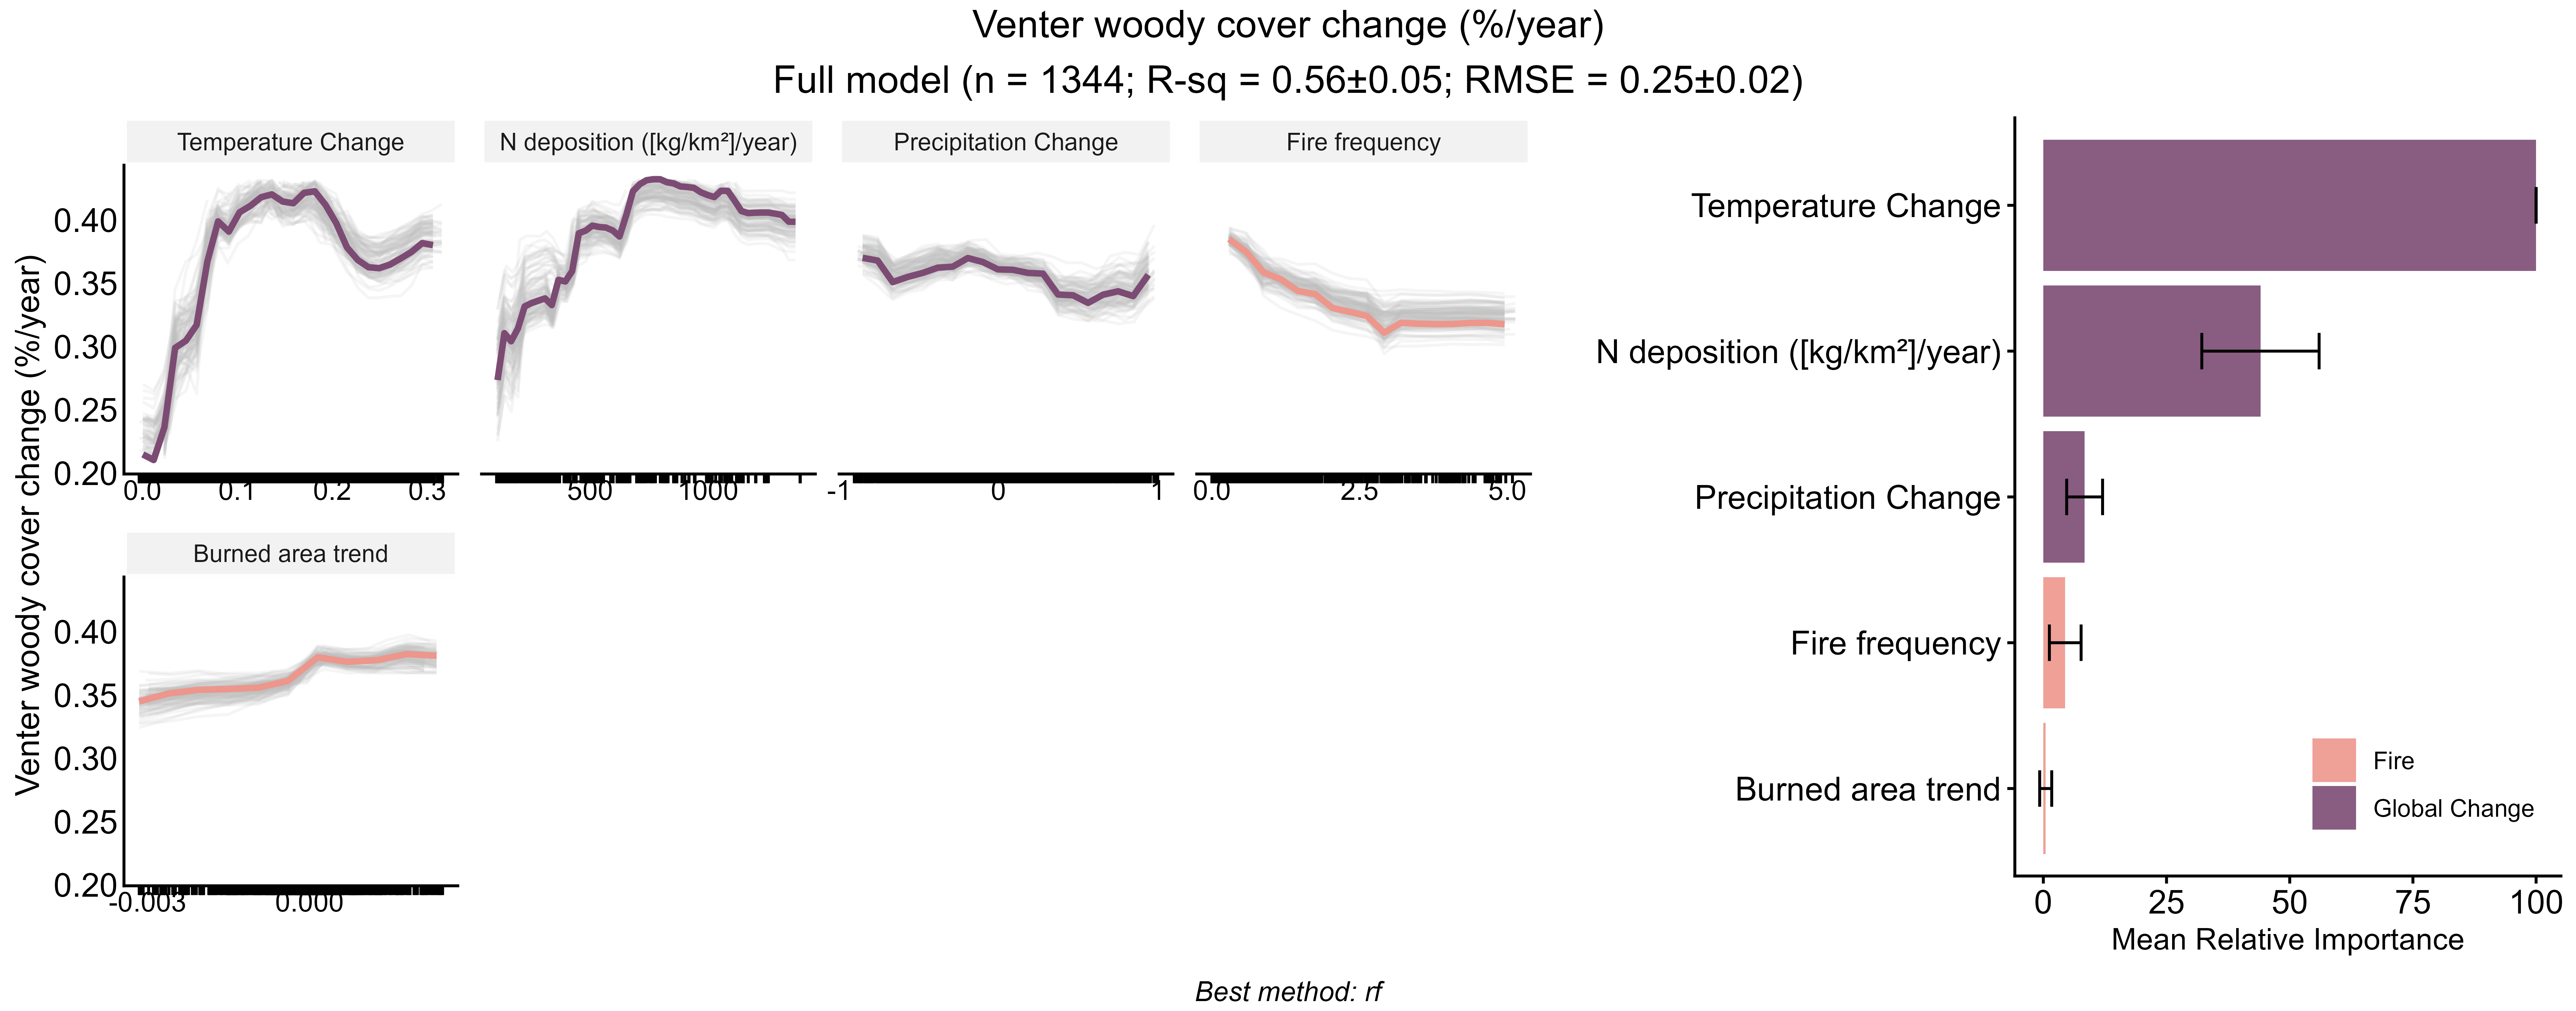 Venter woody cover change (%/year)
Full model (n = 1344; R-sq = 0.56±0.05; RMSE = 0.25±0.02)
Venter woody cover change (%/year)
Temperature Change
0.40
0.35
0.30
0.25
0.20
0.0 0.1 0.2 0.3
N deposition ([kg/km²]/year)
500 1000
Precipitation Change
-1 0 1
Fire frequency
0.0 2.5 5.0
Burned area trend
0.40
0.35
0.30
0.25
0.20
-0.003 0.000
Temperature Change
N deposition ([kg/km²]/year)
Precipitation Change
Fire frequency
Burned area trend
Fire
Global Change
0 25 50 75 100
Mean Relative Importance
Best method: rf